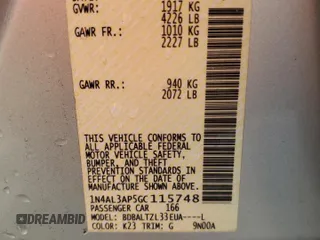 GVWR: 1917 KG
4226 LB
GAWR FR.: 1010 KG
2227 LB
GAWR RR.: 940 KG
2072 LB
THIS VEHICLE CONFORMS TO
ALL APPLICABLE FEDERAL
MOTOR VEHICLE SAFETY,
BUMPER, AND THEFT
PREVENTION STANDARDS
IN EFFECT ON THE DATE
OF MANUFACTURE
SHOWN ABOVE.
1N4AL3AP5GC115748
PASSENGER CAR 166
MODEL: BDBALTZL33EUA----L
COLOR: K23 TRIM: G 9N00A
DREAMBID